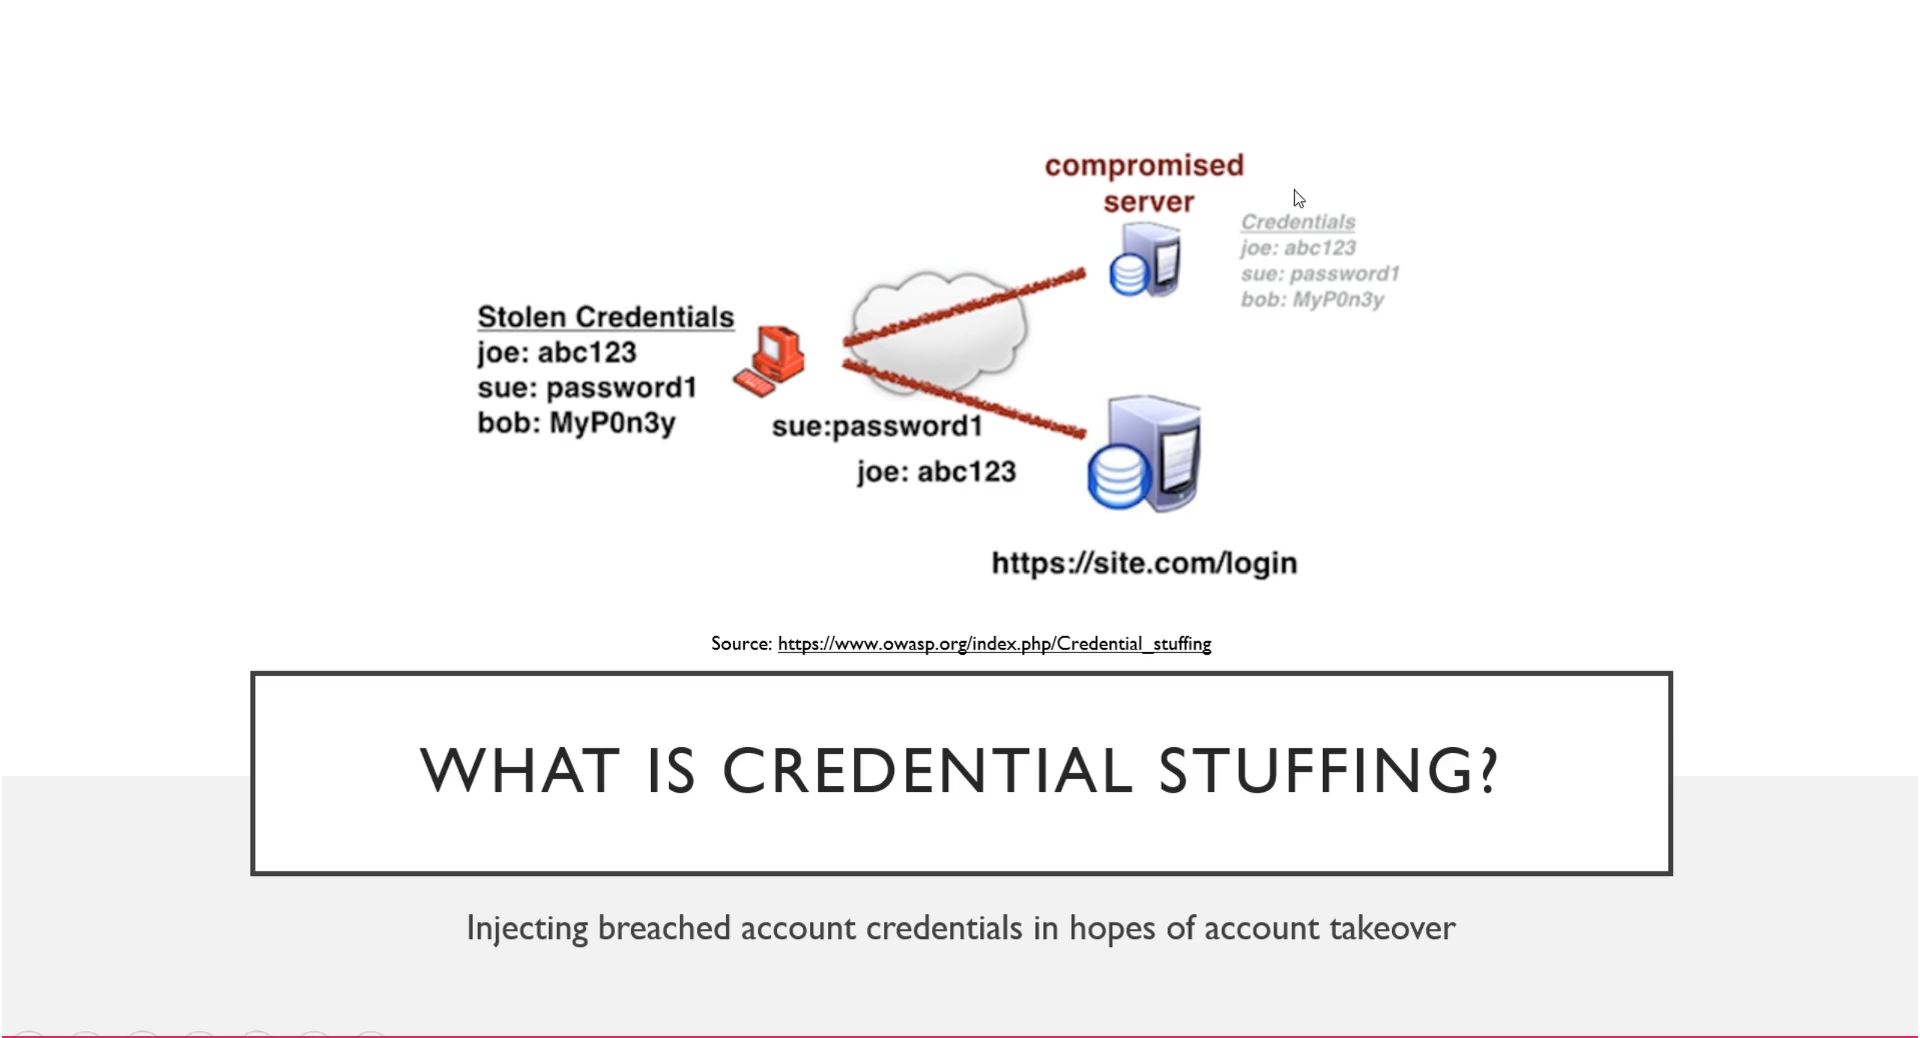 compromised
server
Credentials
joe: abc123
sue: password1
bob: MyP0n3y
Stolen Credentials
joe: abc123
sue: password1
bob: MyP0n3y
sue:password1
joe: abc123
https://site.com/login
Source: https://www.owasp.org/index.php/Credential_stuffing
WHAT IS CREDENTIAL STUFFING?
Injecting breached account credentials in hopes of account takeover